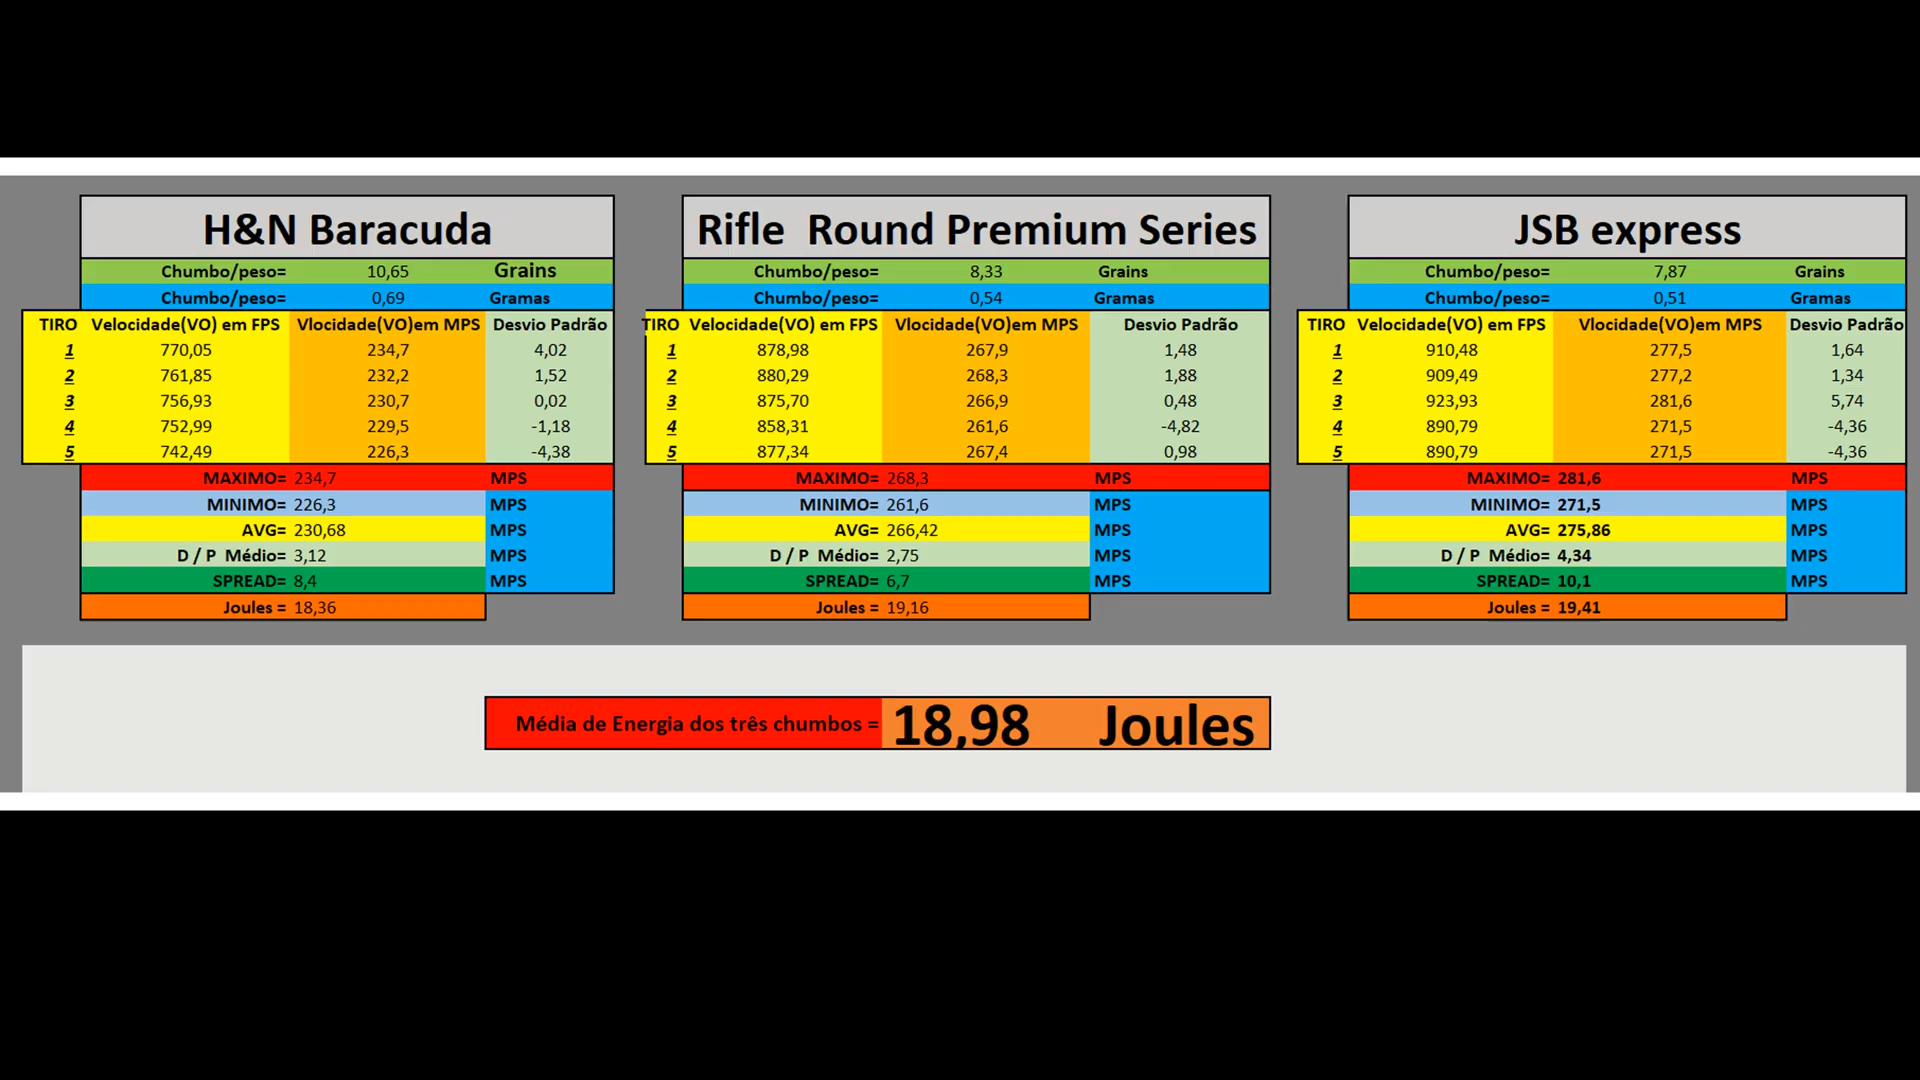 H&N Baracuda
Chumbo/peso= 10,65 Grains
Chumbo/peso= 0,69 Gramas
TIRO Velocidade(VO) em FPS Vlocidade(VO)em MPS Desvio Padrão
1 770,05 234,7 4,02
2 761,85 232,2 1,52
3 756,93 230,7 0,02
4 752,99 229,5 -1,18
5 742,49 226,3 -4,38
MAXIMO= 234,7 MPS
MINIMO= 226,3 MPS
AVG= 230,68 MPS
D / P Médio= 3,12 MPS
SPREAD= 8,4 MPS
Joules = 18,36
Rifle Round Premium Series
Chumbo/peso= 8,33 Grains
Chumbo/peso= 0,54 Gramas
TIRO Velocidade(VO) em FPS Vlocidade(VO)em MPS Desvio Padrão
1 878,98 267,9 1,48
2 880,29 268,3 1,88
3 875,70 266,9 0,48
4 858,31 261,6 -4,82
5 877,34 267,4 0,98
MAXIMO= 268,3 MPS
MINIMO= 261,6 MPS
AVG= 266,42 MPS
D / P Médio= 2,75 MPS
SPREAD= 6,7 MPS
Joules = 19,16
JSB express
Chumbo/peso= 7,87 Grains
Chumbo/peso= 0,51 Gramas
TIRO Velocidade(VO) em FPS Vlocidade(VO)em MPS Desvio Padrão
1 910,48 277,5 1,64
2 909,49 277,2 1,34
3 923,93 281,6 5,74
4 890,79 271,5 -4,36
5 890,79 271,5 -4,36
MAXIMO= 281,6 MPS
MINIMO= 271,5 MPS
AVG= 275,86 MPS
D / P Médio= 4,34 MPS
SPREAD= 10,1 MPS
Joules = 19,41
Média de Energia dos três chumbos = 18,98 Joules